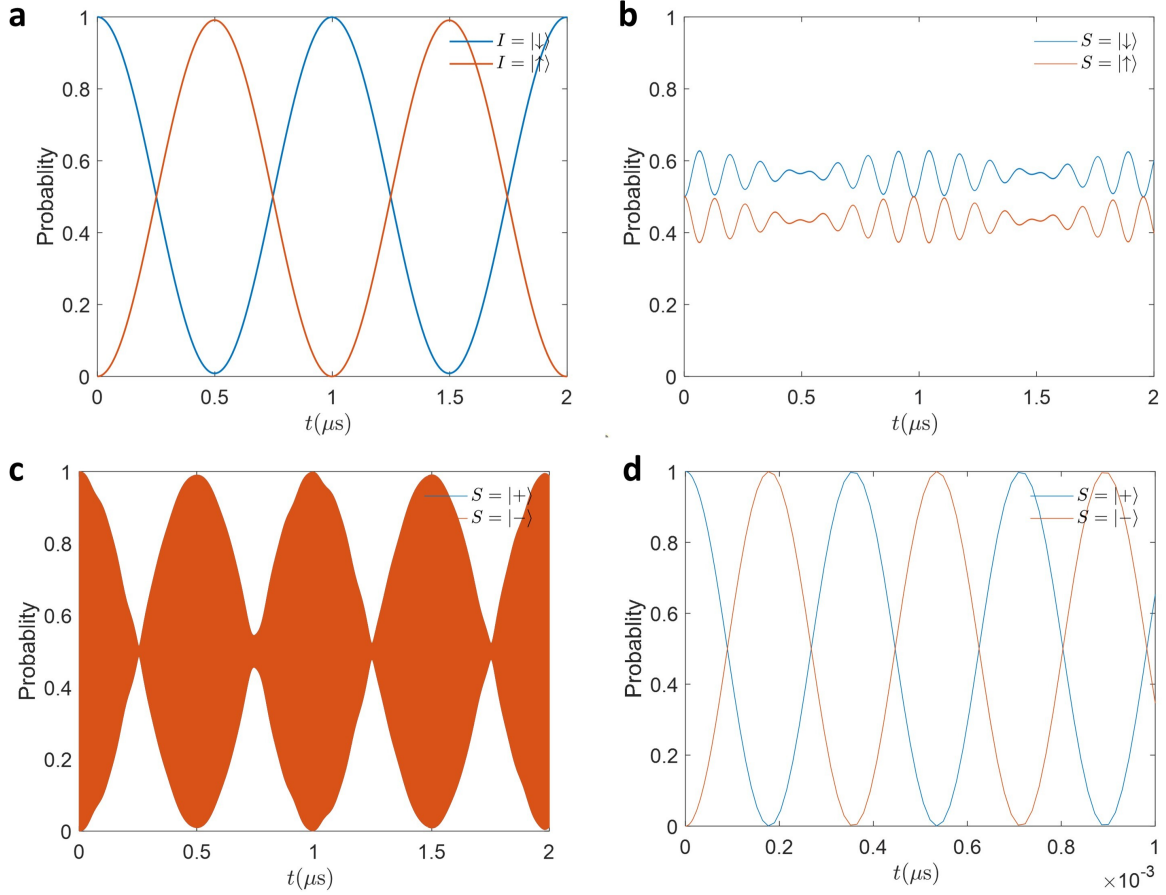 a
1
0.8
0.6
0.4
0.2
0
Probablity
I = |↓⟩
I = |↑⟩
0 0.5 1 1.5 2
t(μs)
b
1
0.8
0.6
0.4
0.2
0
Probablity
S = |↓⟩
S = |↑⟩
0 0.5 1 1.5 2
t(μs)
c
1
0.8
0.6
0.4
0.2
0
Probablity
S = |+⟩
S = |−⟩
0 0.5 1 1.5 2
t(μs)
d
1
0.8
0.6
0.4
0.2
0
Probablity
S = |+⟩
S = |−⟩
0 0.2 0.4 0.6 0.8 1
t(μs)
×10⁻³